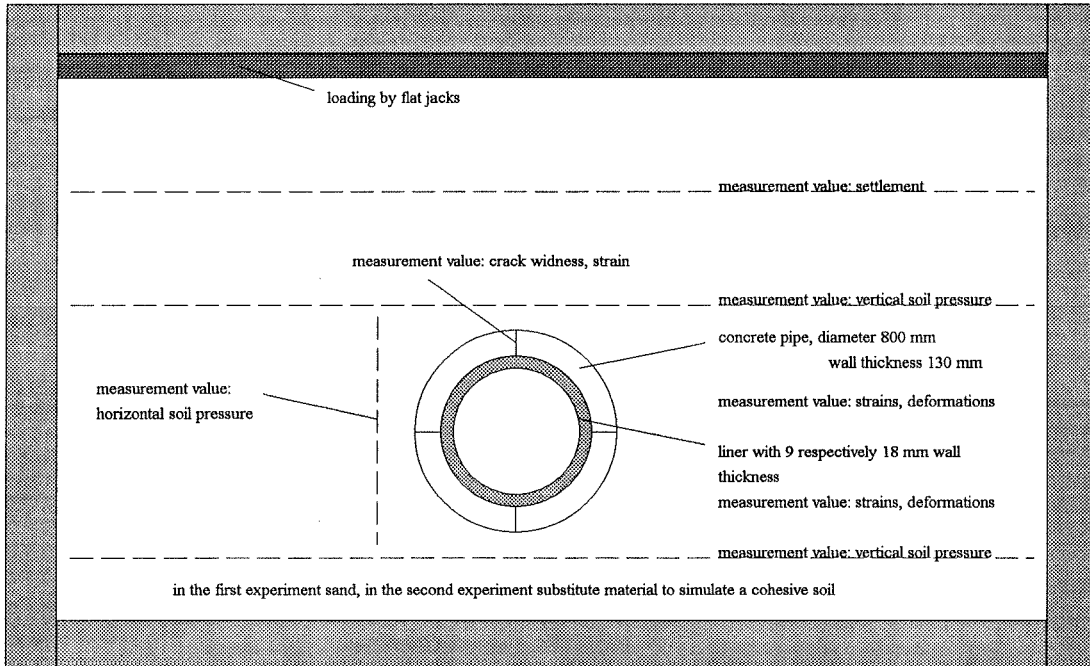 loading by flat jacks
measurement value: settlement
measurement value: crack widness, strain
measurement value: vertical soil pressure
concrete pipe, diameter 800 mm
wall thickness 130 mm
measurement value:
horizontal soil pressure
measurement value: strains, deformations
liner with 9 respectively 18 mm wall
thickness
measurement value: strains, deformations
measurement value: vertical soil pressure
in the first experiment sand, in the second experiment substitute material to simulate a cohesive soil